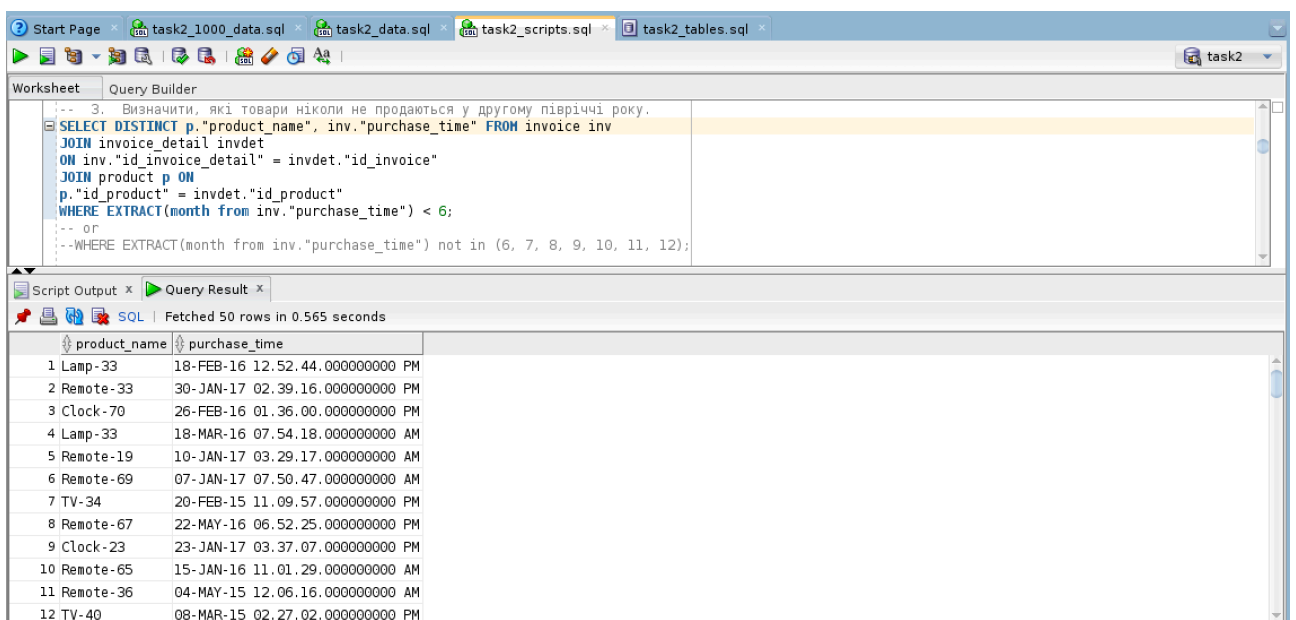 Start Page task2_1000_data.sql task2_data.sql task2_scripts.sql task2_tables.sql
task2
Worksheet Query Builder
-- 3. Визначити, які товари ніколи не продаються у другому півріччі року.
SELECT DISTINCT p."product_name", inv."purchase_time" FROM invoice inv
JOIN invoice_detail invdet
ON inv."id_invoice_detail" = invdet."id_invoice"
JOIN product p ON
p."id_product" = invdet."id_product"
WHERE EXTRACT(month from inv."purchase_time") < 6;
-- or
--WHERE EXTRACT(month from inv."purchase_time") not in (6, 7, 8, 9, 10, 11, 12);
Script Output x Query Result x
SQL | Fetched 50 rows in 0.565 seconds
product_name purchase_time
1 Lamp-33 18-FEB-16 12.52.44.000000000 PM
2 Remote-33 30-JAN-17 02.39.16.000000000 PM
3 Clock-70 26-FEB-16 01.36.00.000000000 PM
4 Lamp-33 18-MAR-16 07.54.18.000000000 AM
5 Remote-19 10-JAN-17 03.29.17.000000000 AM
6 Remote-69 07-JAN-17 07.50.47.000000000 AM
7 TV-34 20-FEB-15 11.09.57.000000000 PM
8 Remote-67 22-MAY-16 06.52.25.000000000 PM
9 Clock-23 23-JAN-17 03.37.07.000000000 PM
10 Remote-65 15-JAN-16 11.01.29.000000000 AM
11 Remote-36 04-MAY-15 12.06.16.000000000 AM
12 TV-40 08-MAR-15 02.27.02.000000000 PM